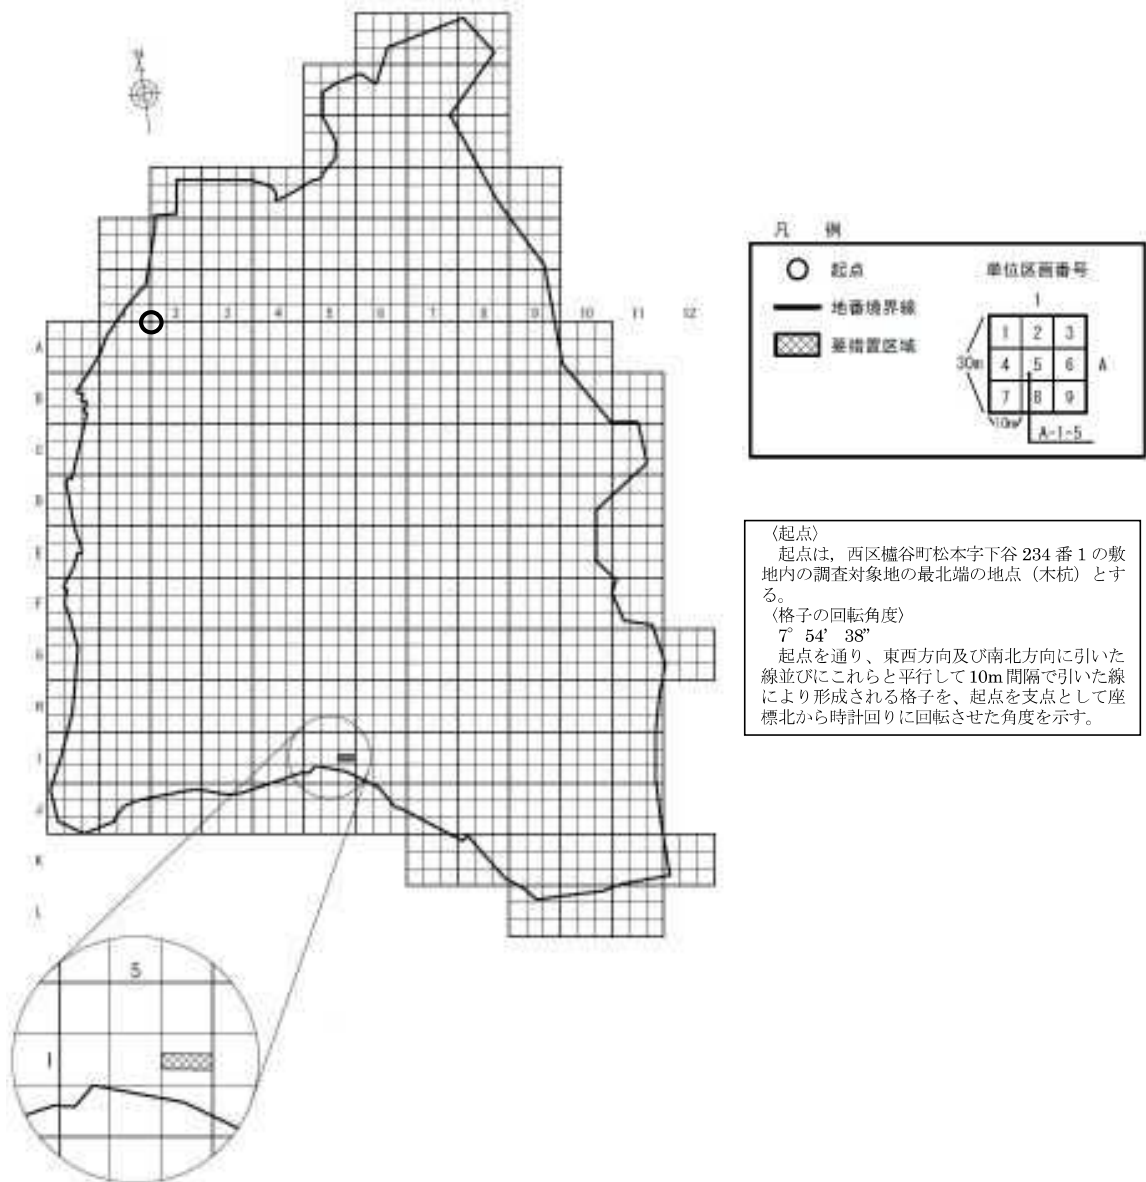 2 3 4 5 6 7 8 9 10 11 12
A
B
C
D
E
F
G
H
I
J
K
L
5
I
凡 例
起点
地番境界線
要措置区域
単位区画番号
1
1 2 3
4 5 6
7 8 9
30m
A
10m
A-1-5
〈起点〉
起点は，西区櫨谷町松本字下谷 234 番 1 の敷
地内の調査対象地の最北端の地点（木杭）とす
る。
〈格子の回転角度〉
7° 54’ 38”
起点を通り、東西方向及び南北方向に引いた
線並びにこれらと平行して 10m 間隔で引いた線
により形成される格子を、起点を支点として座
標北から時計回りに回転させた角度を示す。